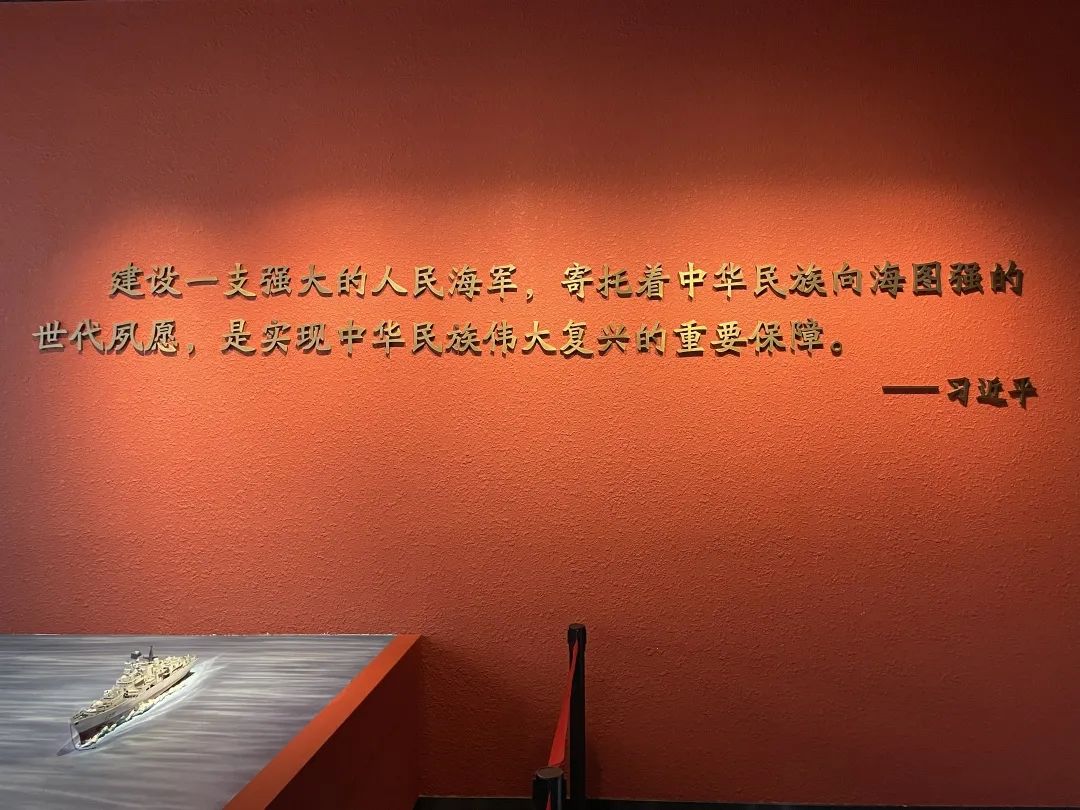 建设一支强大的人民海军，寄托着中华民族向海图强的
世代夙愿，是实现中华民族伟大复兴的重要保障。
——习近平